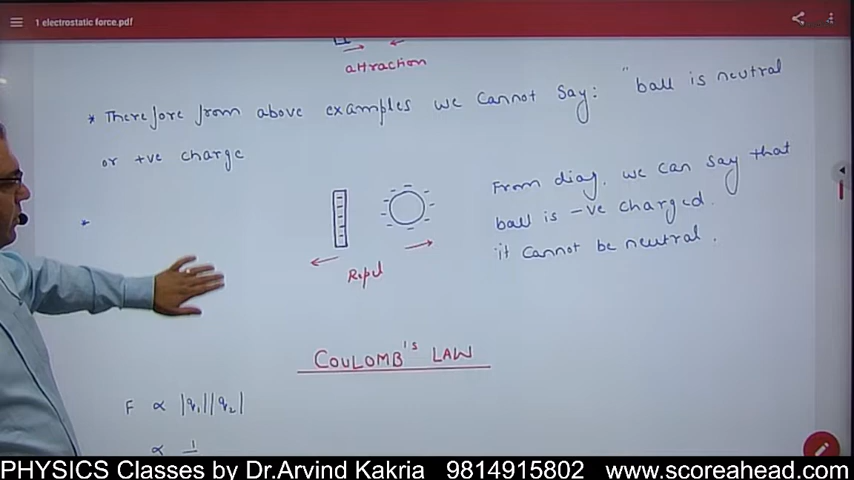 1 electrostatic force.pdf
attraction
* Therefore from above examples we cannot say: "ball is neutral
or +ve charge
*
From diag. we can say that
ball is -ve charged.
it cannot be neutral.
Repel
COULOMB'S LAW
F ∝ |q₁||q₂|
∝ 1
PHYSICS Classes by Dr.Arvind Kakria 9814915802 www.scoreahead.com